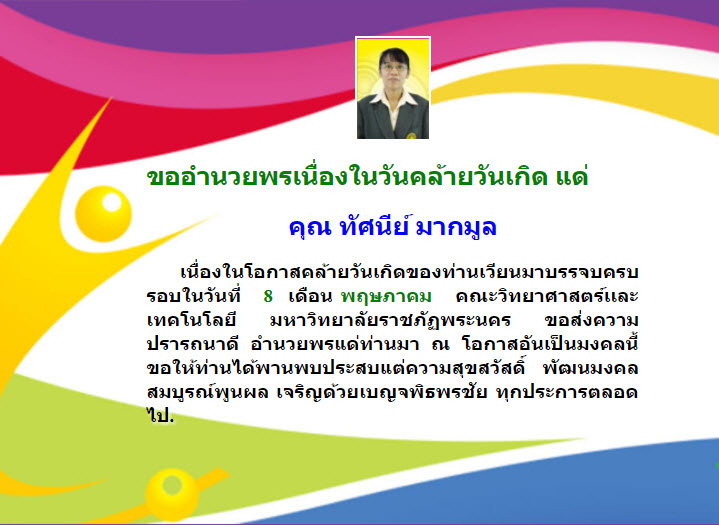 ขออำนวยพรเนื่องในวันคล้ายวันเกิด แด่
คุณ ทัศนีย์ มากมูล
เนื่องในโอกาสคล้ายวันเกิดของท่านเวียนมาบรรจบครบ
รอบในวันที่ 8 เดือน พฤษภาคม คณะวิทยาศาสตร์และ
เทคโนโลยี มหาวิทยาลัยราชภัฏพระนคร ขอส่งความ
ปรารถนาดี อำนวยพรแด่ท่านมา ณ โอกาสอันเป็นมงคลนี้
ขอให้ท่านได้พานพบประสบแต่ความสุขสวัสดิ์ พัฒนมงคล
สมบูรณ์พูนผล เจริญด้วยเบญจพิธพรชัย ทุกประการตลอด
ไป.